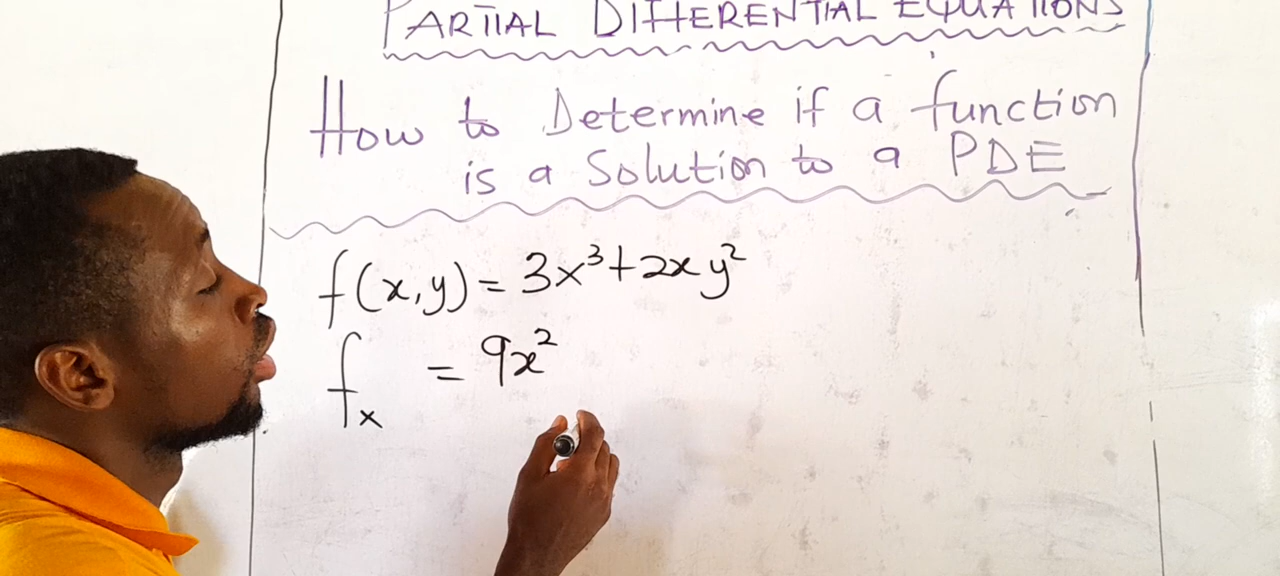 PARTIAL DIFFERENTIAL EQUATIONS
How to Determine if a function
is a Solution to a PDE
f(x,y) = 3x³+2xy²
fₓ = 9x²